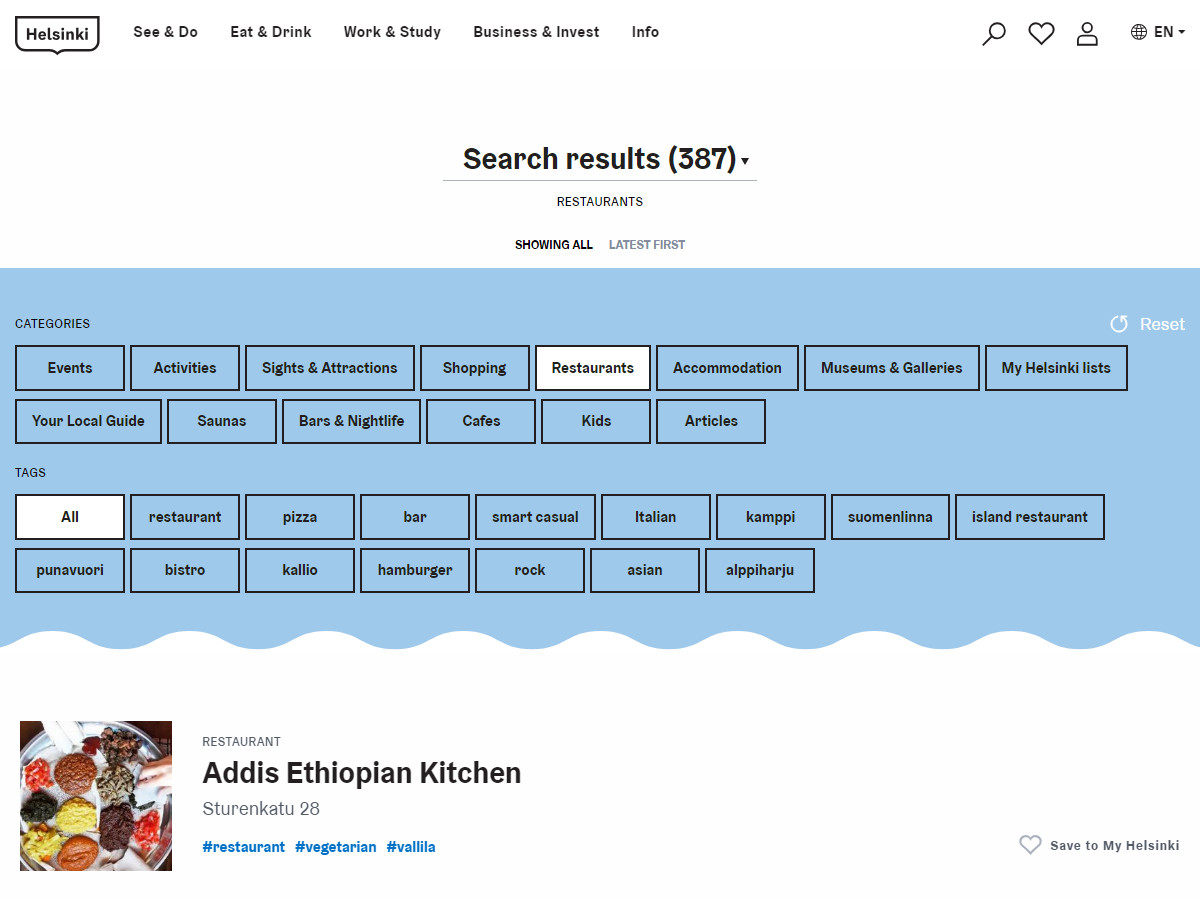 Helsinki See & Do Eat & Drink Work & Study Business & Invest Info EN
Search results (387)
RESTAURANTS
SHOWING ALL LATEST FIRST
CATEGORIES Reset
Events Activities Sights & Attractions Shopping Restaurants Accommodation Museums & Galleries My Helsinki lists
Your Local Guide Saunas Bars & Nightlife Cafes Kids Articles
TAGS
All restaurant pizza bar smart casual Italian kamppi suomenlinna island restaurant
punavuori bistro kallio hamburger rock asian alppiharju
RESTAURANT
Addis Ethiopian Kitchen
Sturenkatu 28
#restaurant #vegetarian #vallila Save to My Helsinki